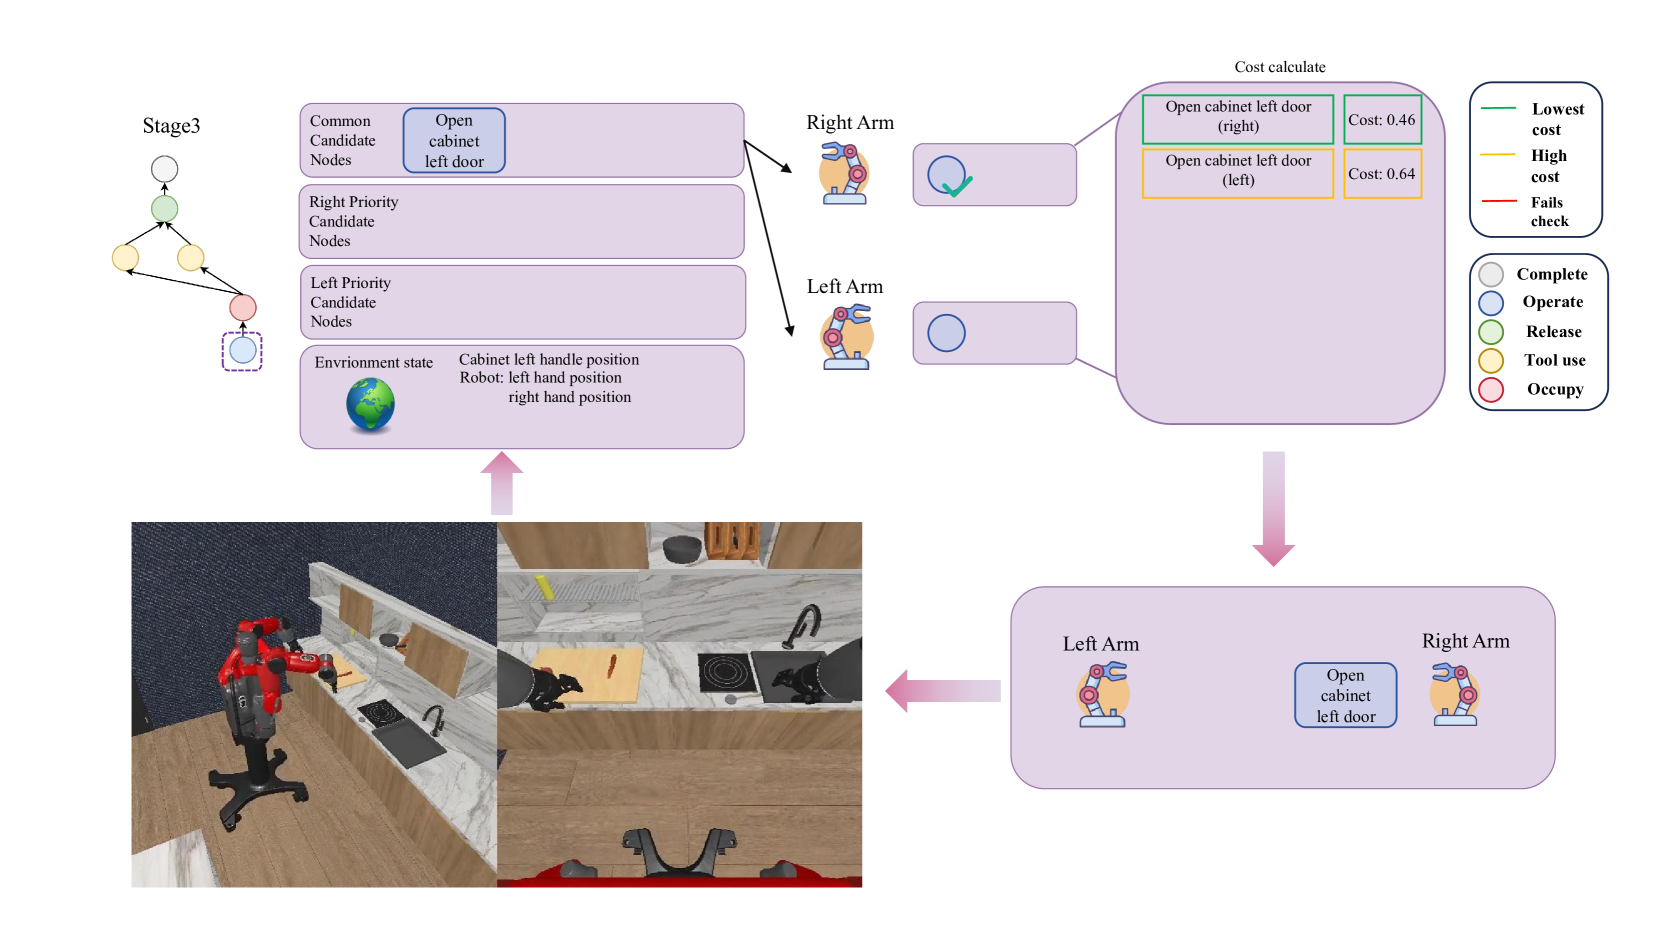 Stage3
Common
Candidate
Nodes
Open
cabinet
left door
Right Priority
Candidate
Nodes
Left Priority
Candidate
Nodes
Envrionment state
Cabinet left handle position
Robot: left hand position
right hand position
Right Arm
Left Arm
Cost calculate
Open cabinet left door
(right)
Cost: 0.46
Open cabinet left door
(left)
Cost: 0.64
Lowest
cost
High
cost
Fails
check
Complete
Operate
Release
Tool use
Occupy
Left Arm
Open
cabinet
left door
Right Arm